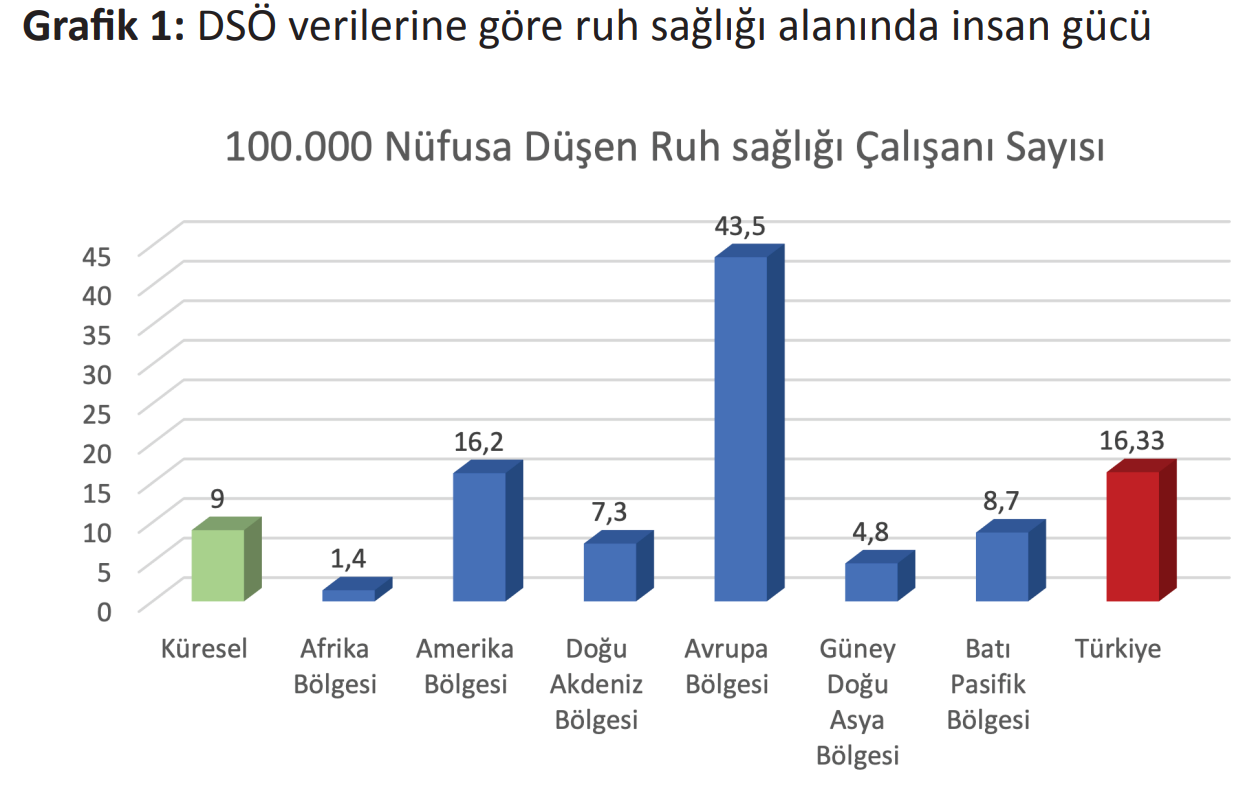 Grafik 1: DSÖ verilerine göre ruh sağlığı alanında insan gücü
100.000 Nüfusa Düşen Ruh sağlığı Çalışanı Sayısı
45
40
35
30
25
20
15
10
5
0
9
1,4
16,2
7,3
43,5
4,8
8,7
16,33
Küresel
Afrika
Bölgesi
Amerika
Bölgesi
Doğu
Akdeniz
Bölgesi
Avrupa
Bölgesi
Güney
Doğu
Asya
Bölgesi
Batı
Pasifik
Bölgesi
Türkiye